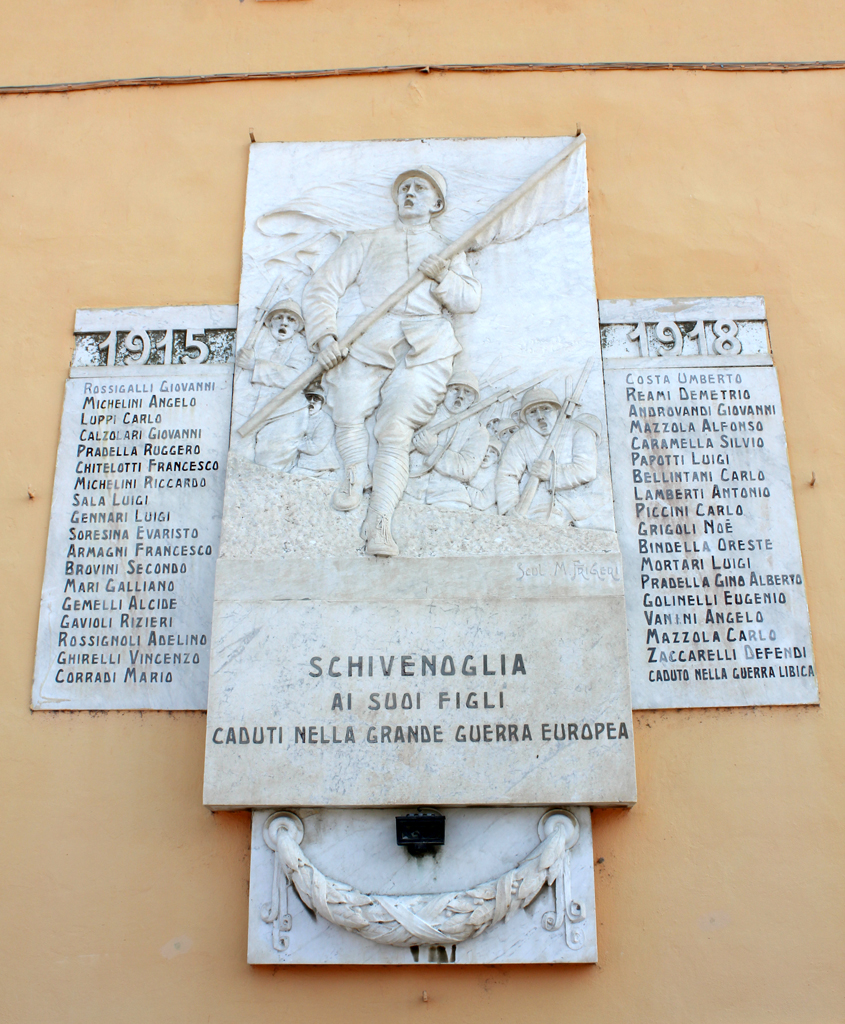 1915
ROSSIGALLI GIOVANNI
MICHELINI ANGELO
LUPPI CARLO
CALZOLARI GIOVANNI
PRADELLA RUGGERO
CHITELOTTI FRANCESCO
MICHELINI RICCARDO
SALA LUIGI
GENNARI LUIGI
SORESINA EVARISTO
ARMAGNI FRANCESCO
BROVINI SECONDO
MARI GALLIANO
GEMELLI ALCIDE
GAVIOLI RIZIERI
ROSSIGNOLI ADELINO
GHIRELLI VINCENZO
CORRADI MARIO
1918
COSTA UMBERTO
REAMI DEMETRIO
ANDROVANDI GIOVANNI
MAZZOLA ALFONSO
CARAMELLA SILVIO
PAPOTTI LUIGI
BELLINTANI CARLO
LAMBERTI ANTONIO
PICCINI CARLO
GRIGOLI NOË
BINDELLA ORESTE
MORTARI LUIGI
PRADELLA GINO ALBERTO
GOLINELLI EUGENIO
VANINI ANGELO
MAZZOLA CARLO
ZACCARELLI DEFENDI
CADUTO NELLA GUERRA LIBICA
SCUL M. FRIGERI
SCHIVENOGLIA
AI SUOI FIGLI
CADUTI NELLA GRANDE GUERRA EUROPEA